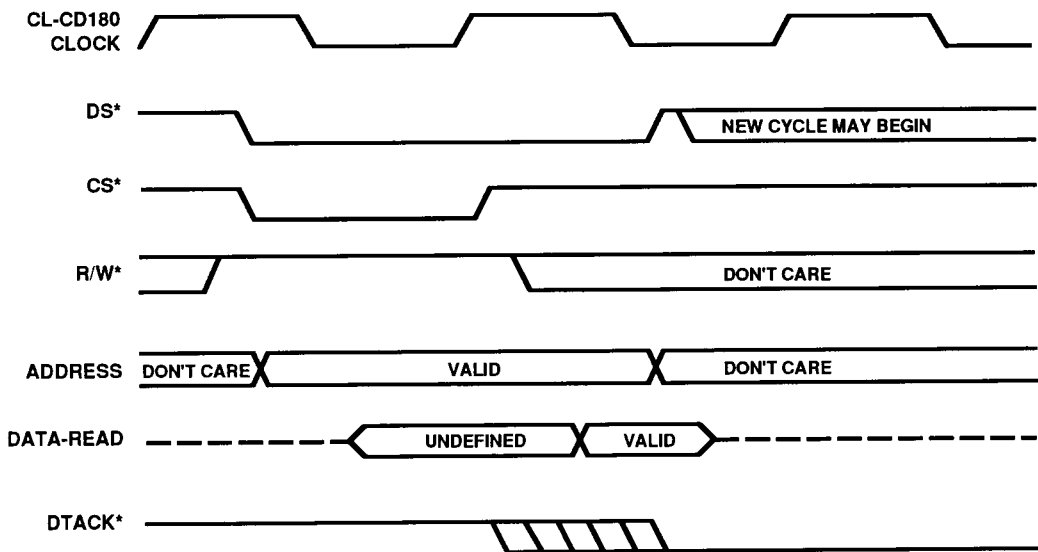 CL-CD180
CLOCK
DS*
NEW CYCLE MAY BEGIN
CS*
R/W*
DON'T CARE
ADDRESS
DON'T CARE
VALID
DON'T CARE
DATA-READ
UNDEFINED
VALID
DTACK*